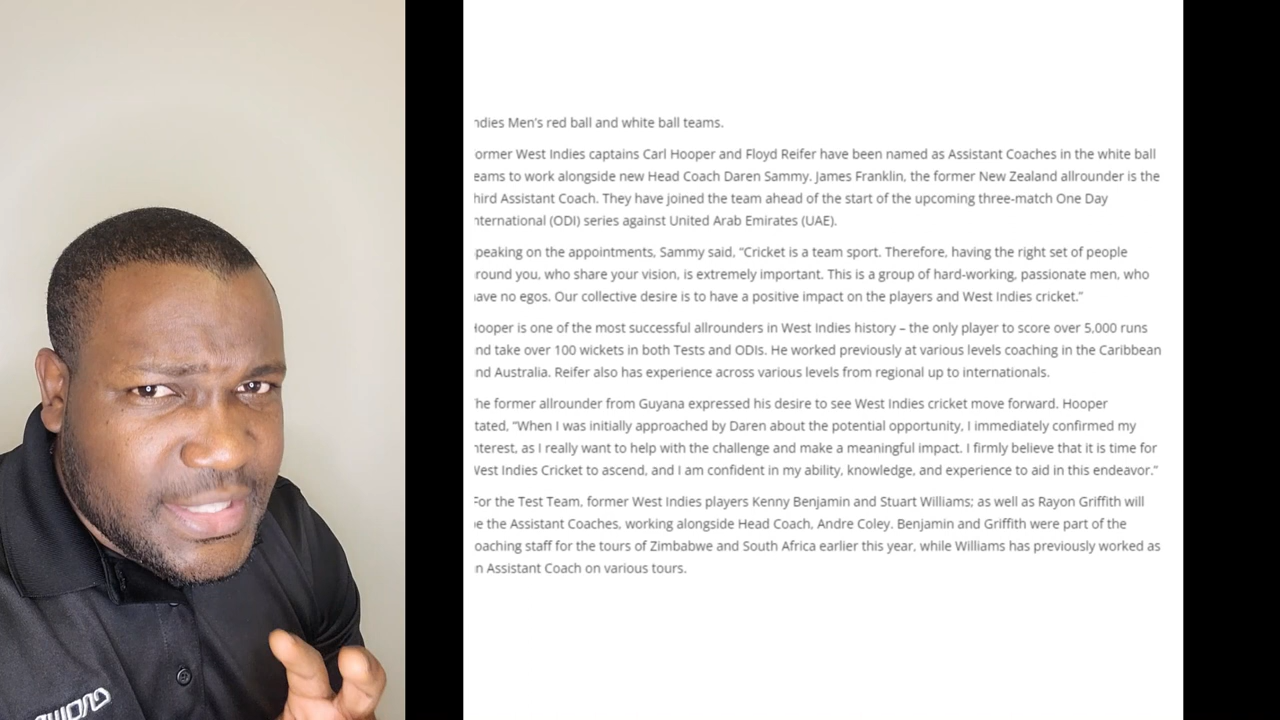 ndies Men's red ball and white ball teams.
ormer West Indies captains Carl Hooper and Floyd Reifer have been named as Assistant Coaches in the white ball
eams to work alongside new Head Coach Daren Sammy. James Franklin, the former New Zealand allrounder is the
hird Assistant Coach. They have joined the team ahead of the start of the upcoming three-match One Day
nternational (ODI) series against United Arab Emirates (UAE).
peaking on the appointments, Sammy said, “Cricket is a team sport. Therefore, having the right set of people
round you, who share your vision, is extremely important. This is a group of hard-working, passionate men, who
ave no egos. Our collective desire is to have a positive impact on the players and West Indies cricket.”
Hooper is one of the most successful allrounders in West Indies history – the only player to score over 5,000 runs
nd take over 100 wickets in both Tests and ODIs. He worked previously at various levels coaching in the Caribbean
nd Australia. Reifer also has experience across various levels from regional up to internationals.
he former allrounder from Guyana expressed his desire to see West Indies cricket move forward. Hooper
tated, “When I was initially approached by Daren about the potential opportunity, I immediately confirmed my
nterest, as I really want to help with the challenge and make a meaningful impact. I firmly believe that it is time for
West Indies Cricket to ascend, and I am confident in my ability, knowledge, and experience to aid in this endeavor.”
For the Test Team, former West Indies players Kenny Benjamin and Stuart Williams; as well as Rayon Griffith will
e the Assistant Coaches, working alongside Head Coach, Andre Coley. Benjamin and Griffith were part of the
oaching staff for the tours of Zimbabwe and South Africa earlier this year, while Williams has previously worked as
n Assistant Coach on various tours.